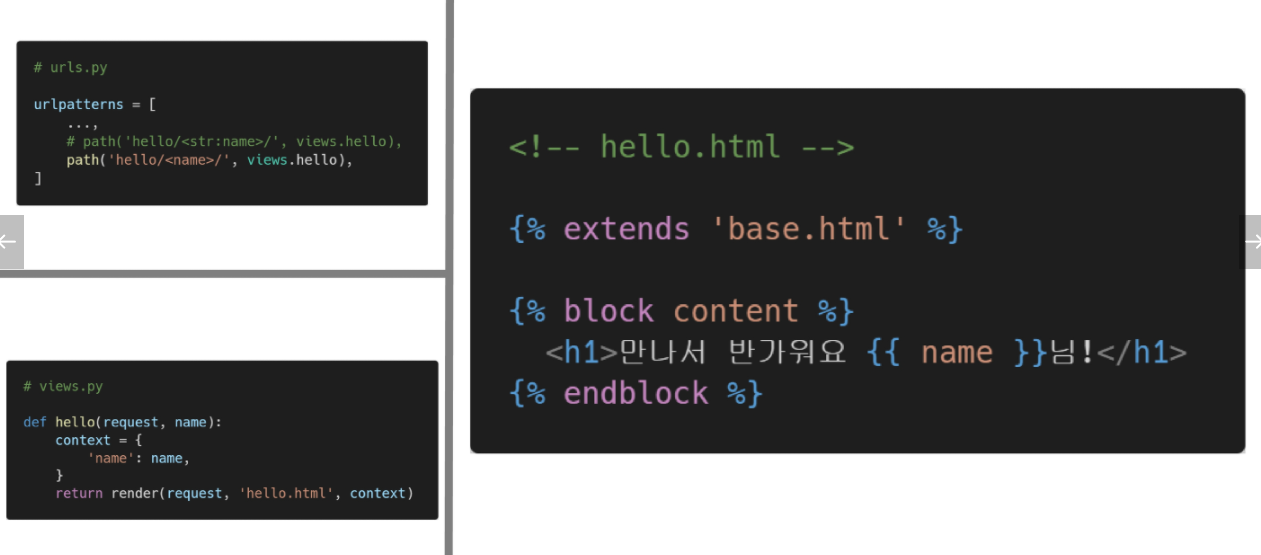 # urls.py
urlpatterns = [
    ...,
    # path('hello/<str:name>/', views.hello),
    path('hello/<name>/', views.hello),
]
# views.py
def hello(request, name):
    context = {
        'name': name,
    }
    return render(request, 'hello.html', context)
<!-- hello.html -->
{% extends 'base.html' %}
{% block content %}
  <h1>만나서 반가워요 {{ name }}님!</h1>
{% endblock %}